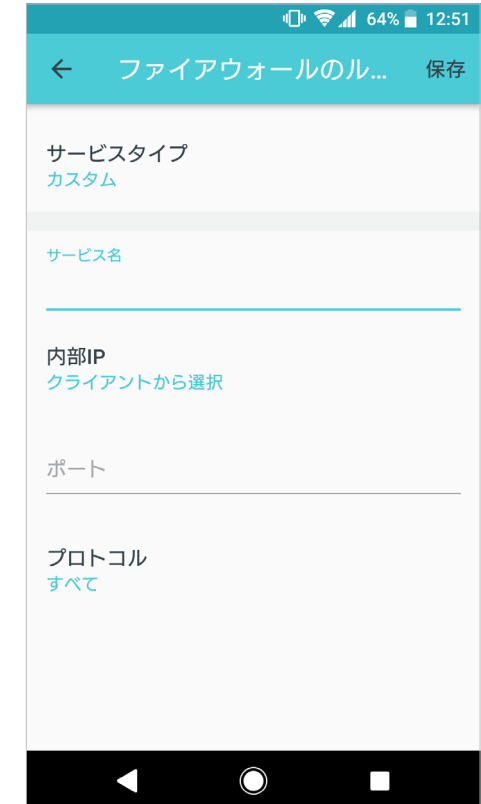 64% 12:51
ファイアウォールのル... 保存
サービスタイプ
カスタム
サービス名
内部IP
クライアントから選択
ポート
プロトコル
すべて